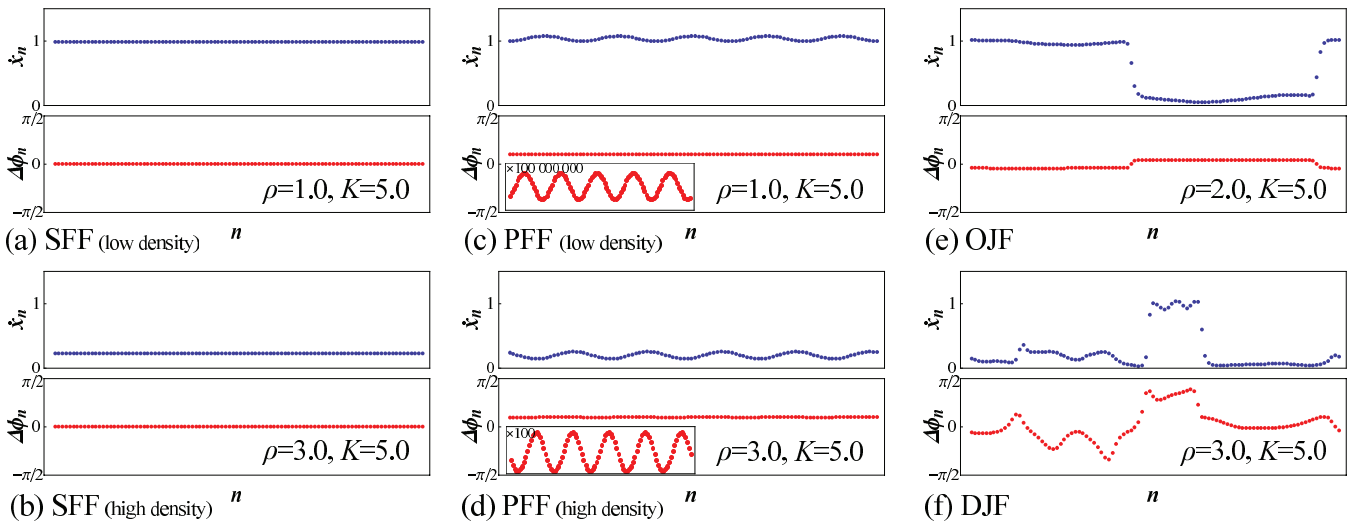 1
ẋn
0
π/2
Δϕn
0
−π/2
ρ=1.0, K=5.0
(a) SFF (low density) n
1
ẋn
0
π/2
Δϕn
0
−π/2
×100 000 000
ρ=1.0, K=5.0
(c) PFF (low density) n
1
ẋn
0
π/2
Δϕn
0
−π/2
ρ=2.0, K=5.0
(e) OJF n
1
ẋn
0
π/2
Δϕn
0
−π/2
ρ=3.0, K=5.0
(b) SFF (high density) n
1
ẋn
0
π/2
Δϕn
0
−π/2
×100
ρ=3.0, K=5.0
(d) PFF (high density) n
1
ẋn
0
π/2
Δϕn
0
−π/2
ρ=3.0, K=5.0
(f) DJF n